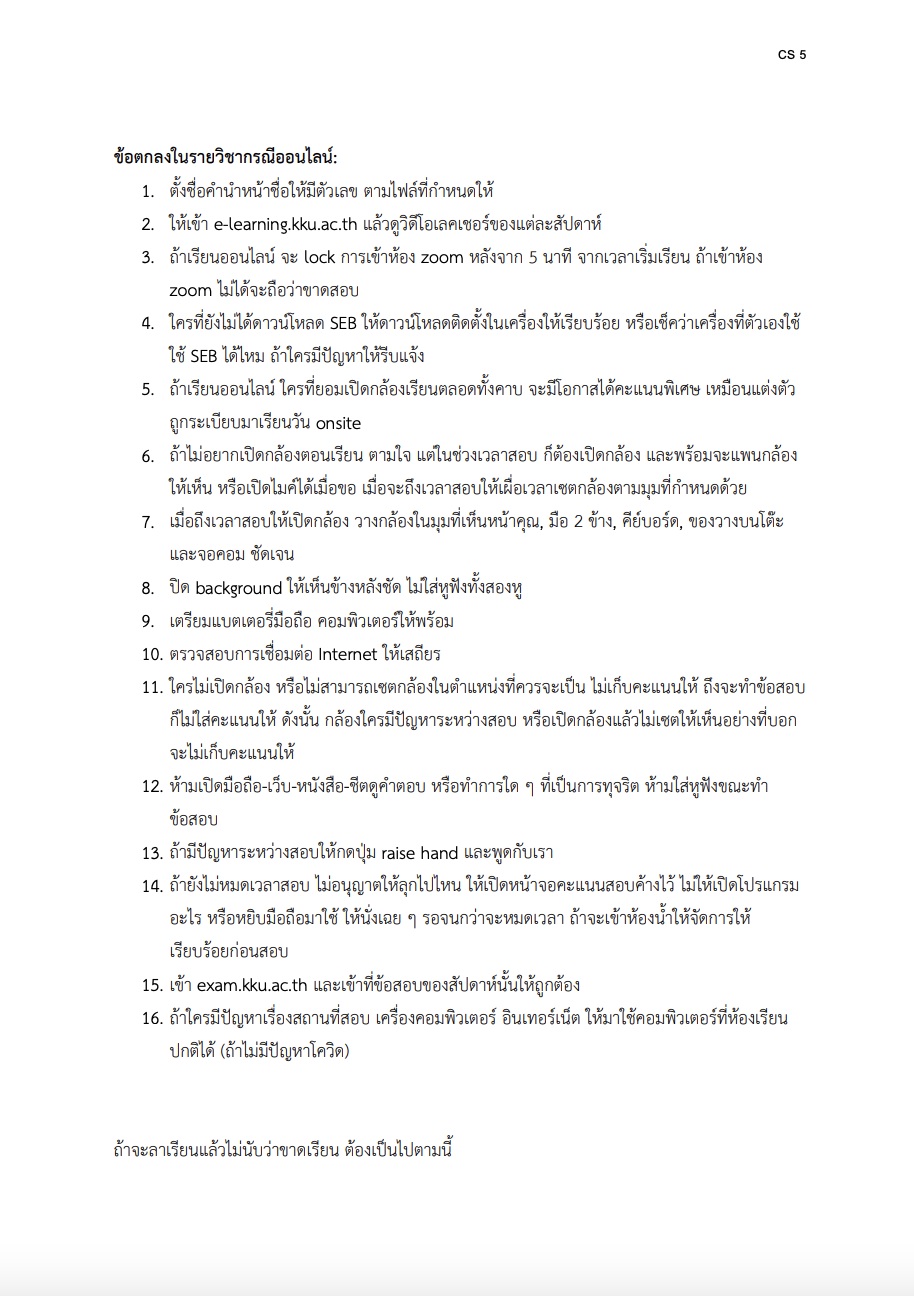 CS 5
ข้อตกลงในรายวิชากรณีออนไลน์:
1. ตั้งชื่อคำนำหน้าชื่อให้มีตัวเลข ตามไฟล์ที่กำหนดให้
2. ให้เข้า e-learning.kku.ac.th แล้วดูวิดีโอเลคเชอร์ของแต่ละสัปดาห์
3. ถ้าเรียนออนไลน์ จะ lock การเข้าห้อง zoom หลังจาก 5 นาที จากเวลาเริ่มเรียน ถ้าเข้าห้อง
zoom ไม่ได้จะถือว่าขาดสอบ
4. ใครที่ยังไม่ได้ดาวน์โหลด SEB ให้ดาวน์โหลดติดตั้งในเครื่องให้เรียบร้อย หรือเช็คว่าเครื่องที่ตัวเองใช้
ใช้ SEB ได้ไหม ถ้าใครมีปัญหาให้รีบแจ้ง
5. ถ้าเรียนออนไลน์ ใครที่ยอมเปิดกล้องเรียนตลอดทั้งคาบ จะมีโอกาสได้คะแนนพิเศษ เหมือนแต่งตัว
ถูกระเบียบมาเรียนวัน onsite
6. ถ้าไม่อยากเปิดกล้องตอนเรียน ตามใจ แต่ในช่วงเวลาสอบ ก็ต้องเปิดกล้อง และพร้อมจะแพนกล้อง
ให้เห็น หรือเปิดไมค์ได้เมื่อขอ เมื่อจะถึงเวลาสอบให้เผื่อเวลาเซตกล้องตามมุมที่กำหนดด้วย
7. เมื่อถึงเวลาสอบให้เปิดกล้อง วางกล้องในมุมที่เห็นหน้าคุณ, มือ 2 ข้าง, คีย์บอร์ด, ของวางบนโต๊ะ
และจอคอม ชัดเจน
8. ปิด background ให้เห็นข้างหลังชัด ไม่ใส่หูฟังทั้งสองหู
9. เตรียมแบตเตอรี่มือถือ คอมพิวเตอร์ให้พร้อม
10. ตรวจสอบการเชื่อมต่อ Internet ให้เสถียร
11. ใครไม่เปิดกล้อง หรือไม่สามารถเซตกล้องในตำแหน่งที่ควรจะเป็น ไม่เก็บคะแนนให้ ถึงจะทำข้อสอบ
ก็ไม่ใส่คะแนนให้ ดังนั้น กล้องใครมีปัญหาระหว่างสอบ หรือเปิดกล้องแล้วไม่เซตให้เห็นอย่างที่บอก
จะไม่เก็บคะแนนให้
12. ห้ามเปิดมือถือ-เว็บ-หนังสือ-ชีตดูคำตอบ หรือทำการใด ๆ ที่เป็นการทุจริต ห้ามใส่หูฟังขณะทำ
ข้อสอบ
13. ถ้ามีปัญหาระหว่างสอบให้กดปุ่ม raise hand และพูดกับเรา
14. ถ้ายังไม่หมดเวลาสอบ ไม่อนุญาตให้ลุกไปไหน ให้เปิดหน้าจอคะแนนสอบค้างไว้ ไม่ให้เปิดโปรแกรม
อะไร หรือหยิบมือถือมาใช้ ให้นั่งเฉย ๆ รอจนกว่าจะหมดเวลา ถ้าจะเข้าห้องน้ำให้จัดการให้
เรียบร้อยก่อนสอบ
15. เข้า exam.kku.ac.th และเข้าที่ข้อสอบของสัปดาห์นั้นให้ถูกต้อง
16. ถ้าใครมีปัญหาเรื่องสถานที่สอบ เครื่องคอมพิวเตอร์ อินเทอร์เน็ต ให้มาใช้คอมพิวเตอร์ที่ห้องเรียน
ปกติได้ (ถ้าไม่มีปัญหาโควิด)
ถ้าจะลาเรียนแล้วไม่นับว่าขาดเรียน ต้องเป็นไปตามนี้